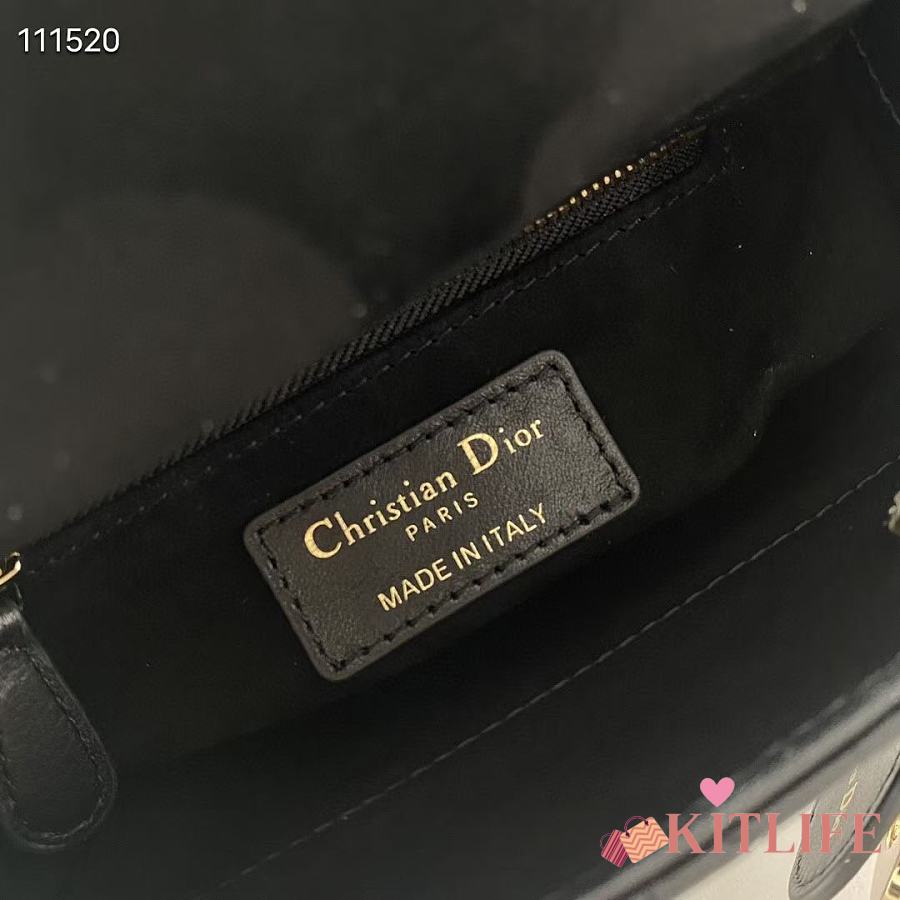 111520
Christian Dior
PARIS
MADE IN ITALY
KITLIFE